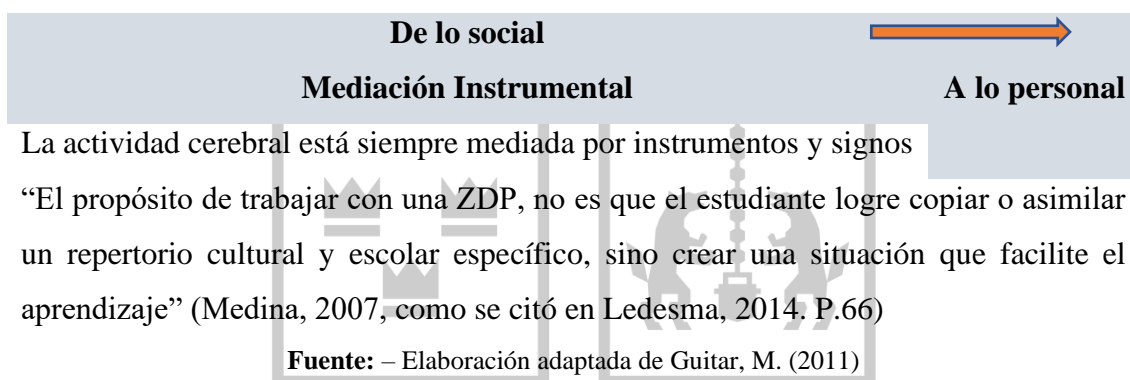 De lo social
Mediación Instrumental A lo personal
La actividad cerebral está siempre mediada por instrumentos y signos
“El propósito de trabajar con una ZDP, no es que el estudiante logre copiar o asimilar
un repertorio cultural y escolar específico, sino crear una situación que facilite el
aprendizaje” (Medina, 2007, como se citó en Ledesma, 2014. P.66)
Fuente: – Elaboración adaptada de Guitar, M. (2011)